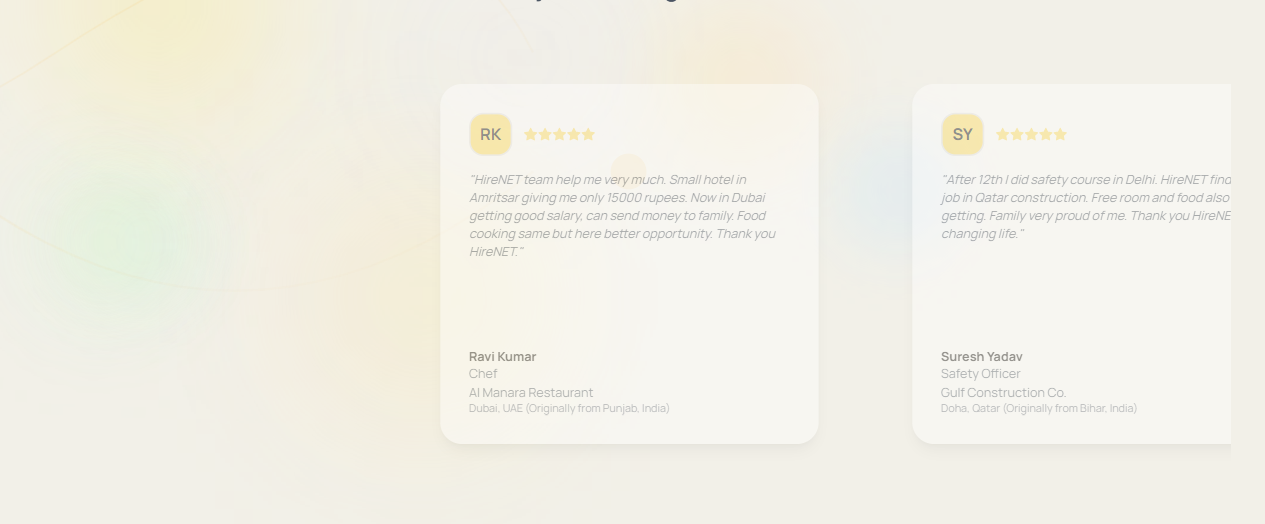 RK
"HireNET team help me very much. Small hotel in
Amritsar giving me only 15000 rupees. Now in Dubai
getting good salary, can send money to family. Food
cooking same but here better opportunity. Thank you
HireNET."
Ravi Kumar
Chef
Al Manara Restaurant
Dubai, UAE (Originally from Punjab, India)
SY
"After 12th I did safety course in Delhi. HireNET find
job in Qatar construction. Free room and food also
getting. Family very proud of me. Thank you HireNE
changing life."
Suresh Yadav
Safety Officer
Gulf Construction Co.
Doha, Qatar (Originally from Bihar, India)